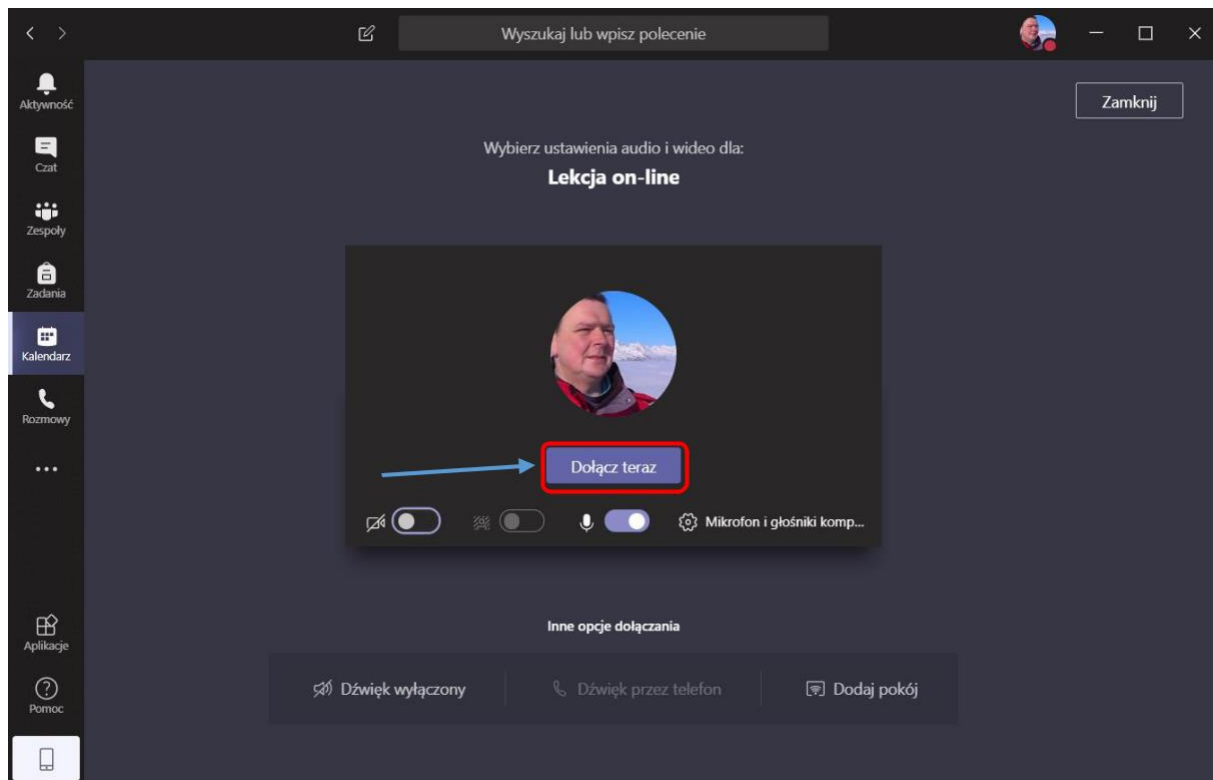 Wyszukaj lub wpisz polecenie
Aktywność
Czat
Zespoły
Zadania
Kalendarz
Rozmowy
Aplikacje
Pomoc
Zamknij
Wybierz ustawienia audio i wideo dla:
Lekcja on-line
Dołącz teraz
Mikrofon i głośniki komp...
Inne opcje dołączania
Dźwięk wyłączony
Dźwięk przez telefon
Dodaj pokój